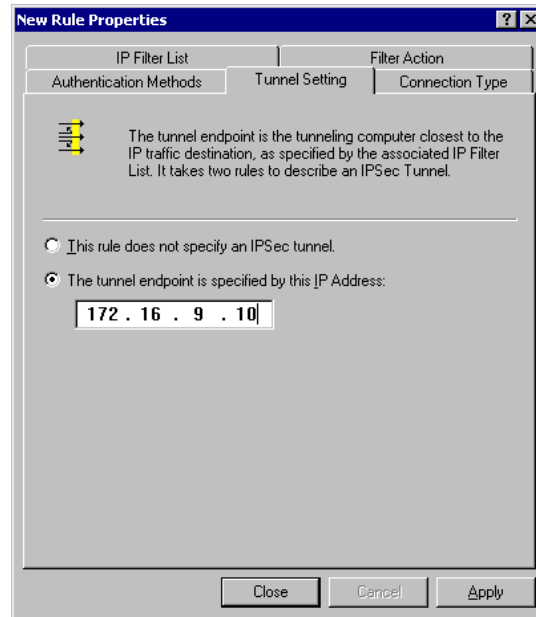 New Rule Properties
IP Filter List
Filter Action
Authentication Methods
Tunnel Setting
Connection Type
The tunnel endpoint is the tunneling computer closest to the
IP traffic destination, as specified by the associated IP Filter
List. It takes two rules to describe an IPSec Tunnel.
This rule does not specify an IPSec tunnel.
The tunnel endpoint is specified by this IP Address:
172 . 16 . 9 . 10
Close
Cancel
Apply